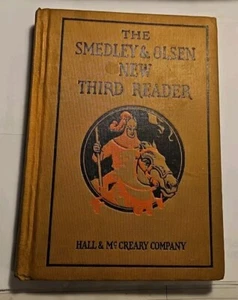 THE
SMEDLEY & OLSEN
NEW
THIRD READER
HALL & McCREARY COMPANY